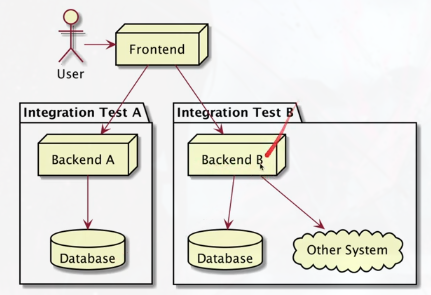 Frontend
User
Integration Test A
Integration Test B
Backend A
Backend B
Database
Database
Other System